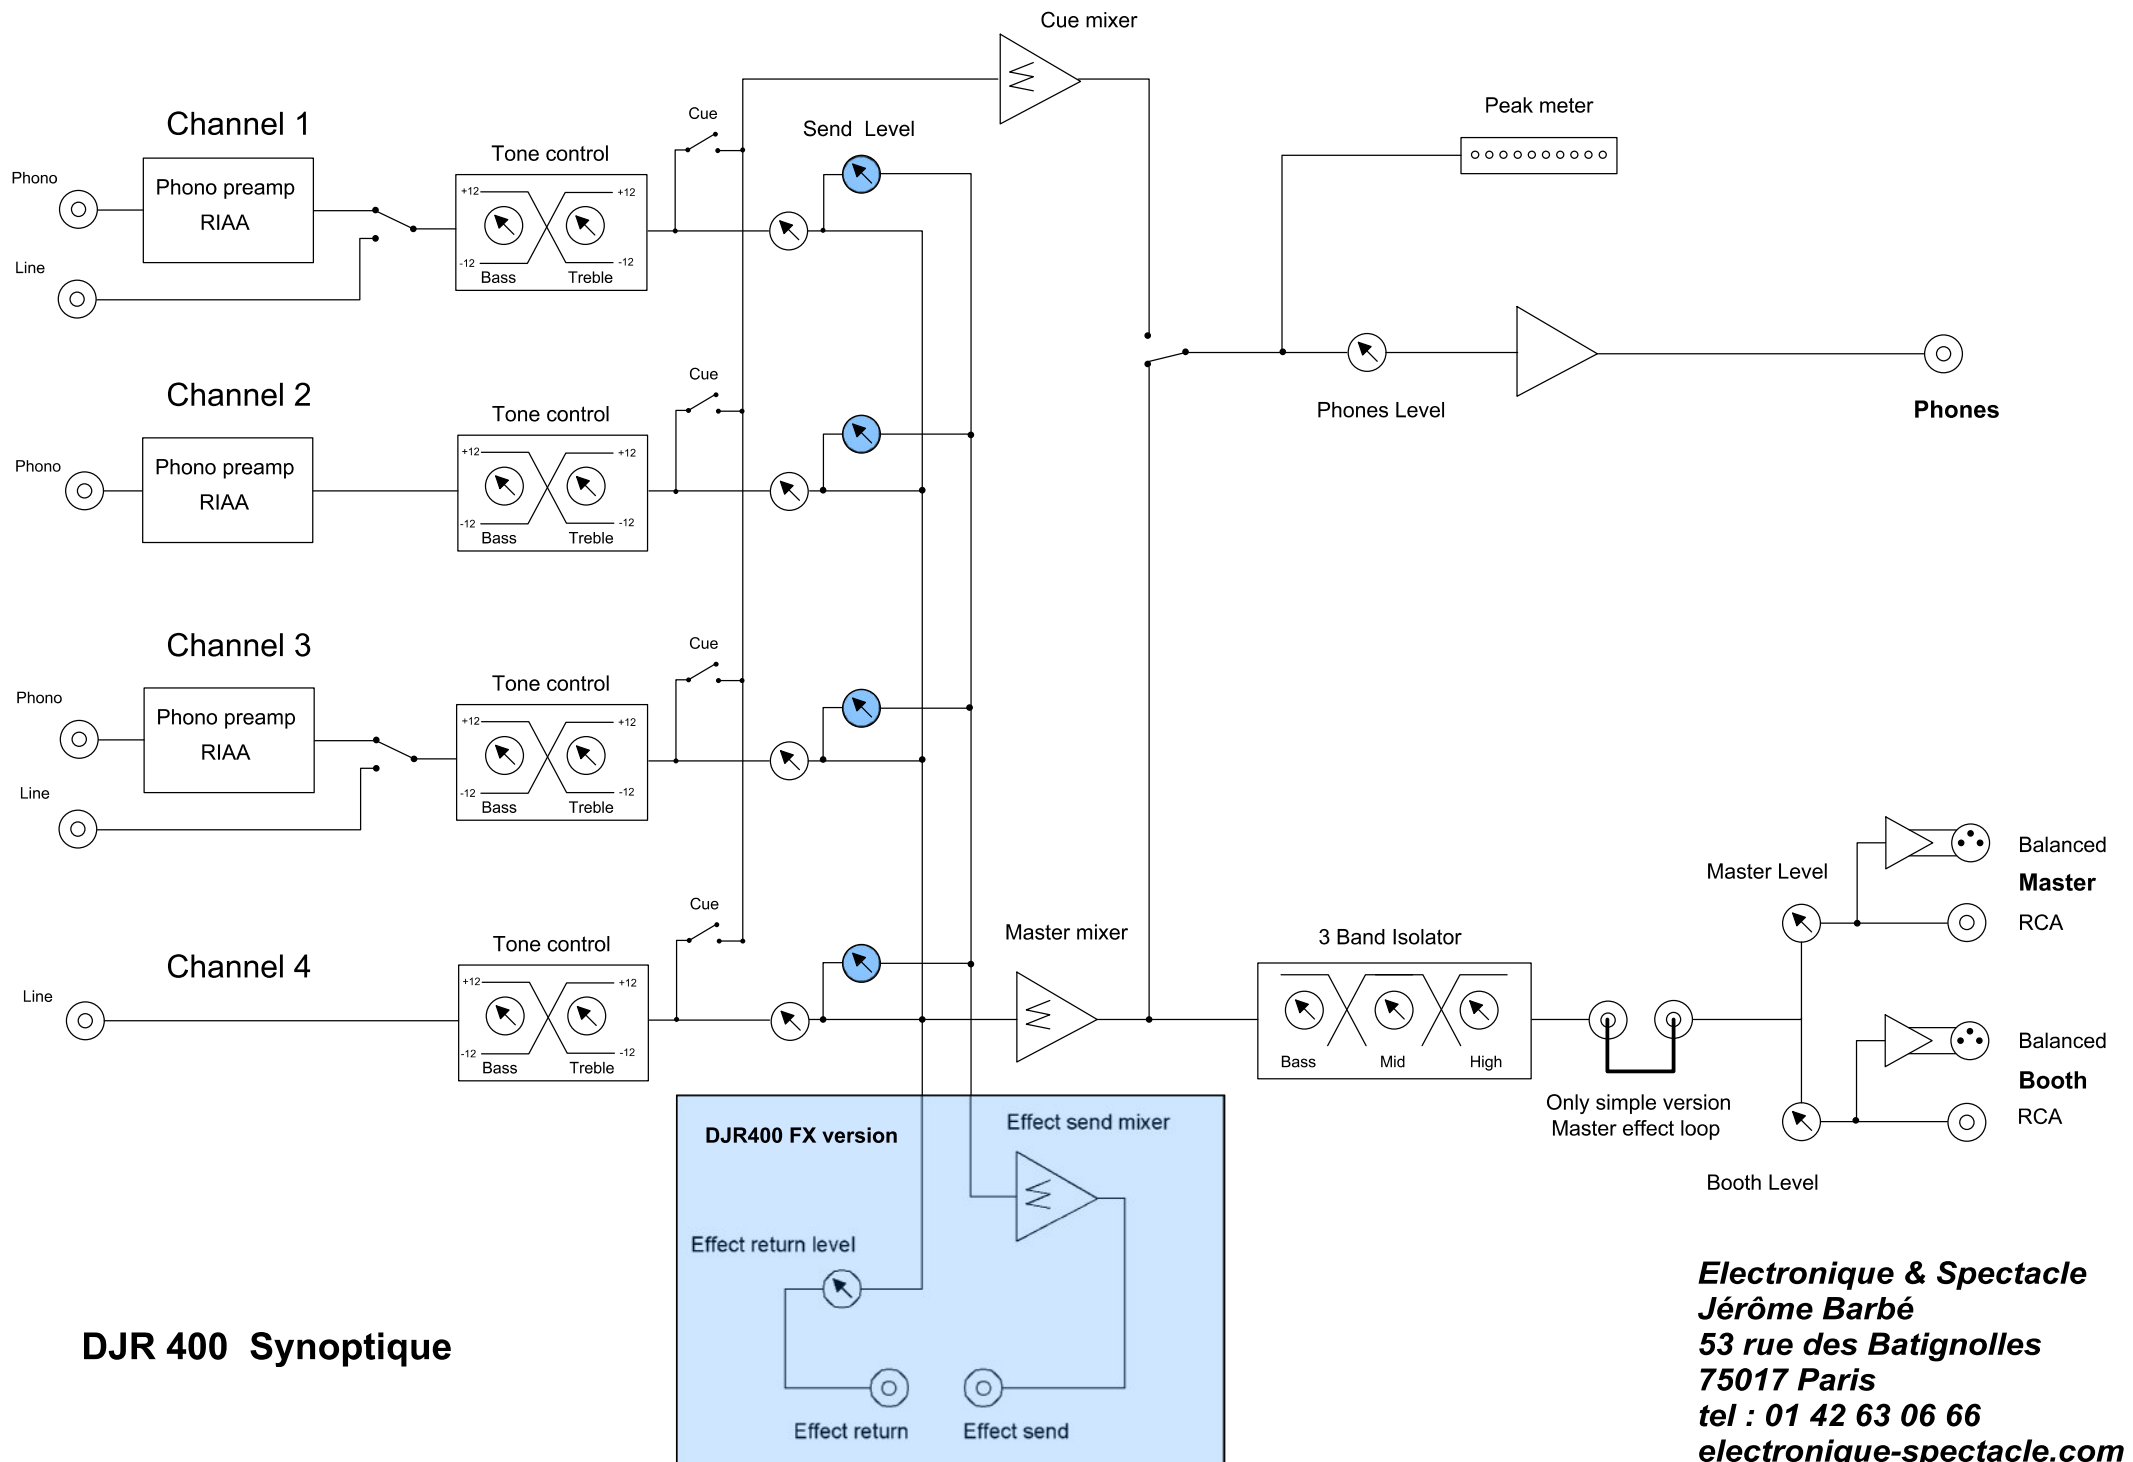 Cue mixer
Peak meter
Channel 1
Cue
Send  Level
Tone control
Phono
Phono preamp
RIAA
+12
+12
-12
-12
Bass
Treble
Line
Phones Level
Phones
Channel 2
Cue
Tone control
Phono
Phono preamp
RIAA
+12
+12
-12
-12
Bass
Treble
Channel 3
Cue
Tone control
Phono
Phono preamp
RIAA
+12
+12
-12
-12
Bass
Treble
Line
Channel 4
Cue
Tone control
Line
+12
+12
-12
-12
Bass
Treble
Master mixer
3 Band Isolator
Bass
Mid
High
Only simple version
Master effect loop
Master Level
Balanced
Master
RCA
Balanced
Booth
RCA
Booth Level
DJR400 FX version
Effect send mixer
Effect return level
Effect return
Effect send
DJR 400  Synoptique
Electronique & Spectacle
Jérôme Barbé
53 rue des Batignolles
75017 Paris
tel : 01 42 63 06 66
electronique-spectacle.com